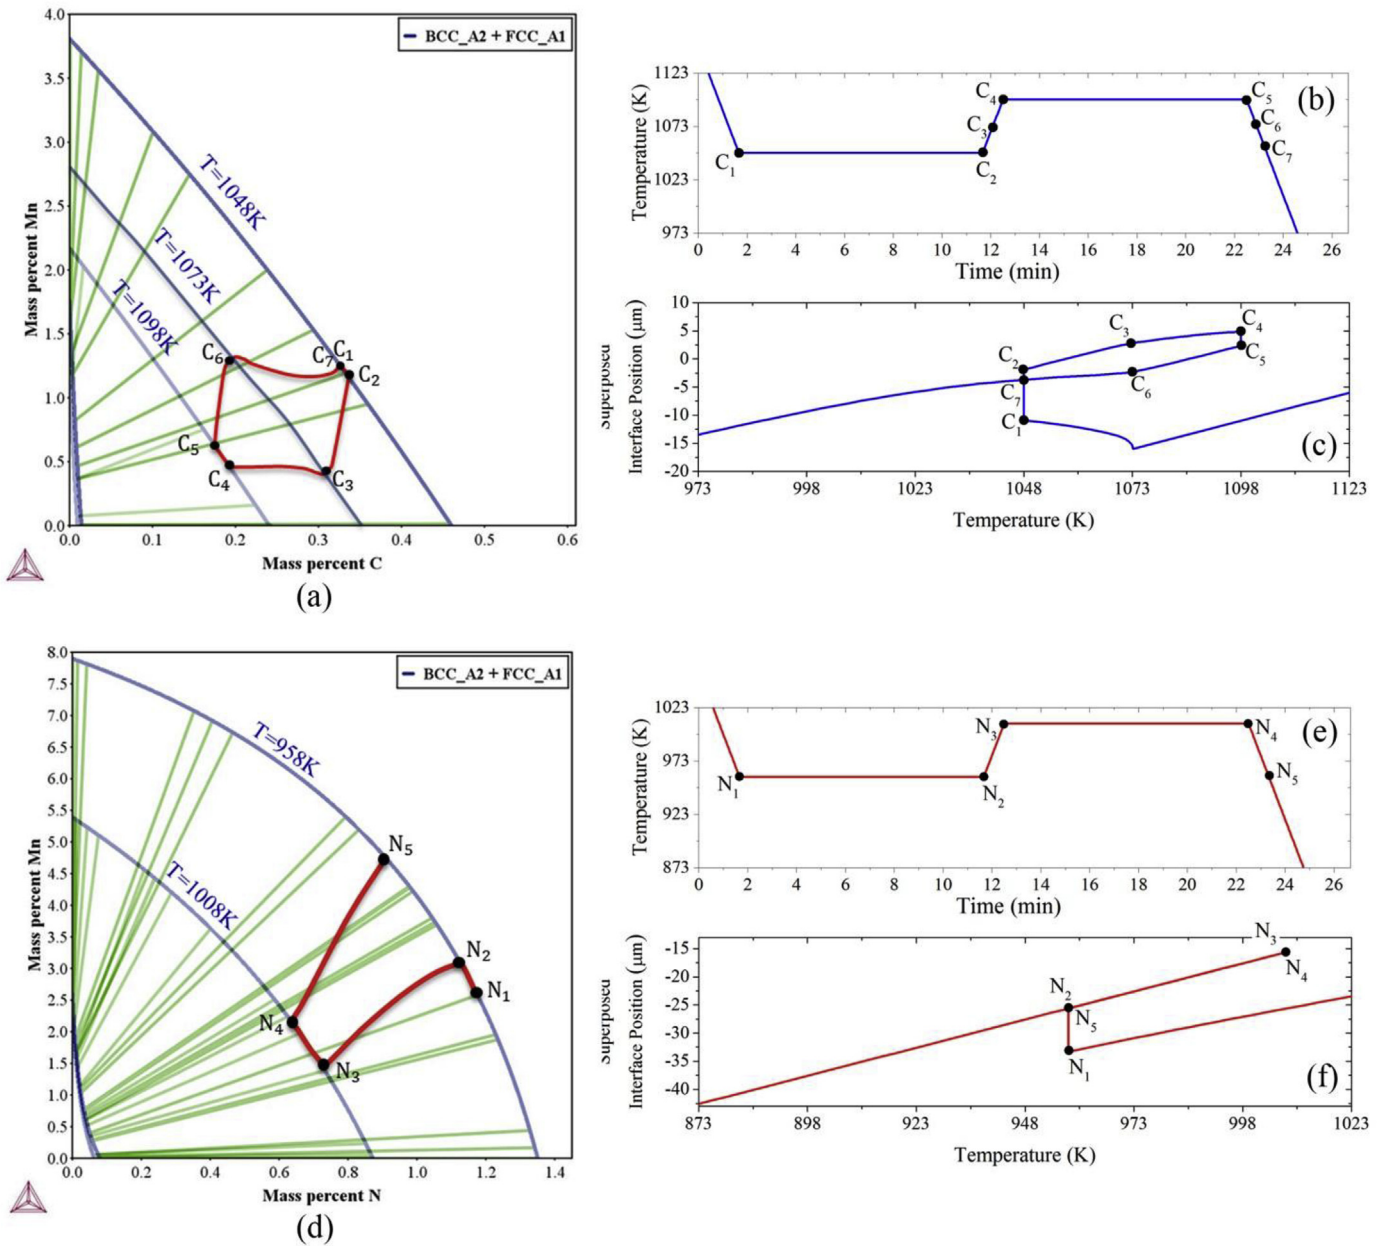 4.0
3.5
3.0
2.5
2.0
1.5
1.0
0.5
0.0
Mass percent Mn
BCC_A2 + FCC_A1
T=1048K
T=1073K
T=1098K
C6
C7
C1
C2
C5
C4
C3
0.0 0.1 0.2 0.3 0.4 0.5 0.6
Mass percent C
(a)
1123
1073
1023
973
Temperature (K)
C1
C2
C3
C4
C5
C6
C7
(b)
0 2 4 6 8 10 12 14 16 18 20 22 24 26
Time (min)
10
5
0
-5
-10
-15
-20
Interface Position (μm)
C2
C7
C1
C3
C6
C4
C5
(c)
973 998 1023 1048 1073 1098 1123
Temperature (K)
8.0
7.5
7.0
6.5
6.0
5.5
5.0
4.5
4.0
3.5
3.0
2.5
2.0
1.5
1.0
0.5
0.0
Mass percent Mn
BCC_A2 + FCC_A1
T=958K
T=1008K
N5
N2
N1
N4
N3
0.0 0.2 0.4 0.6 0.8 1.0 1.2 1.4
Mass percent N
(d)
1023
973
923
873
Temperature (K)
N1
N2
N3
N4
N5
(e)
0 2 4 6 8 10 12 14 16 18 20 22 24 26
Time (min)
-15
-20
-25
-30
-35
-40
Interface Position (μm)
N3
N4
N2
N5
N1
(f)
873 898 923 948 973 998 1023
Temperature (K)